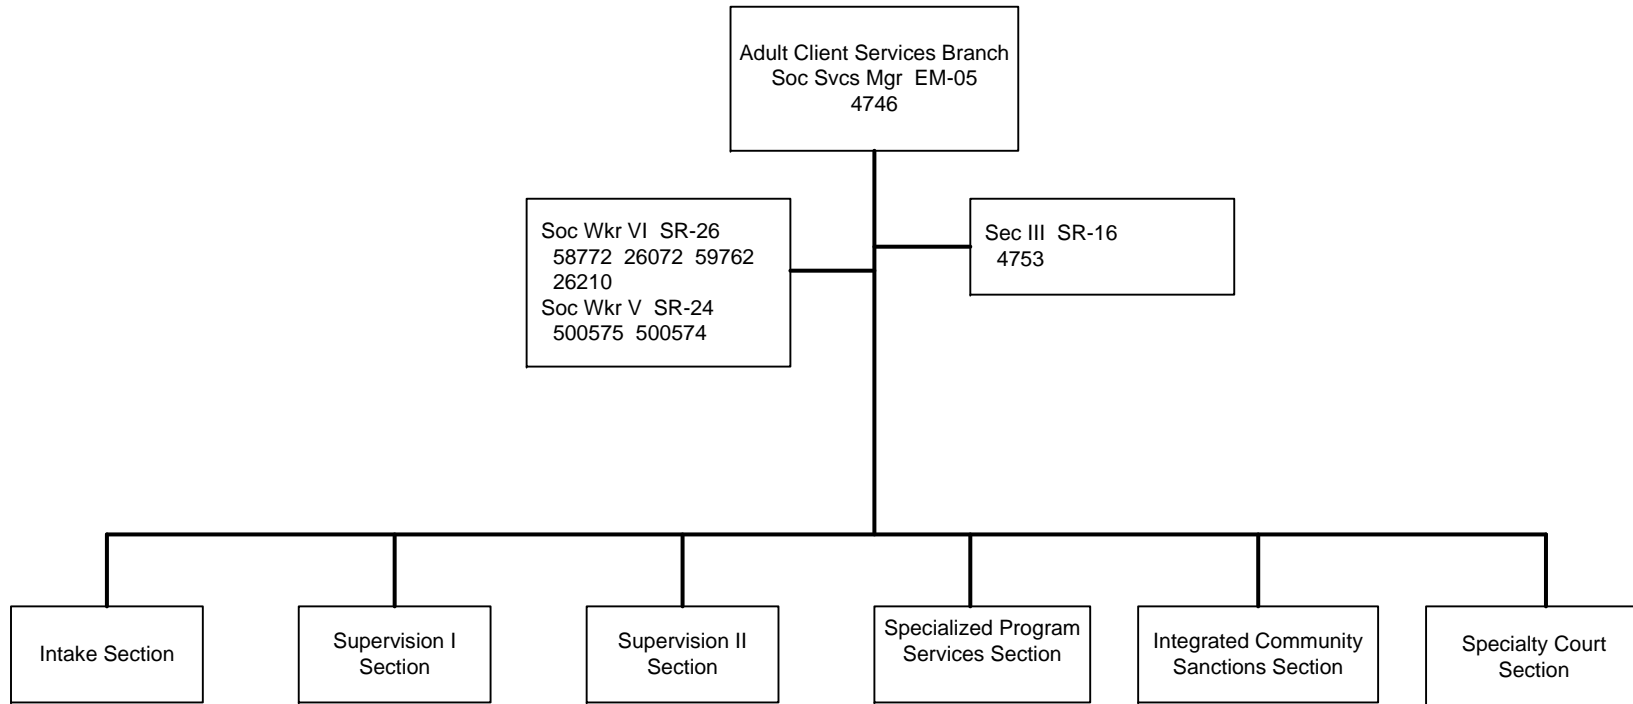 Adult Client Services Branch
Soc Svcs Mgr EM-05
4746
Soc Wkr VI SR-26
58772 26072 59762
26210
Soc Wkr V SR-24
500575 500574
Sec III SR-16
4753
Intake Section
Supervision I
Section
Supervision II
Section
Specialized Program
Services Section
Integrated Community
Sanctions Section
Specialty Court
Section